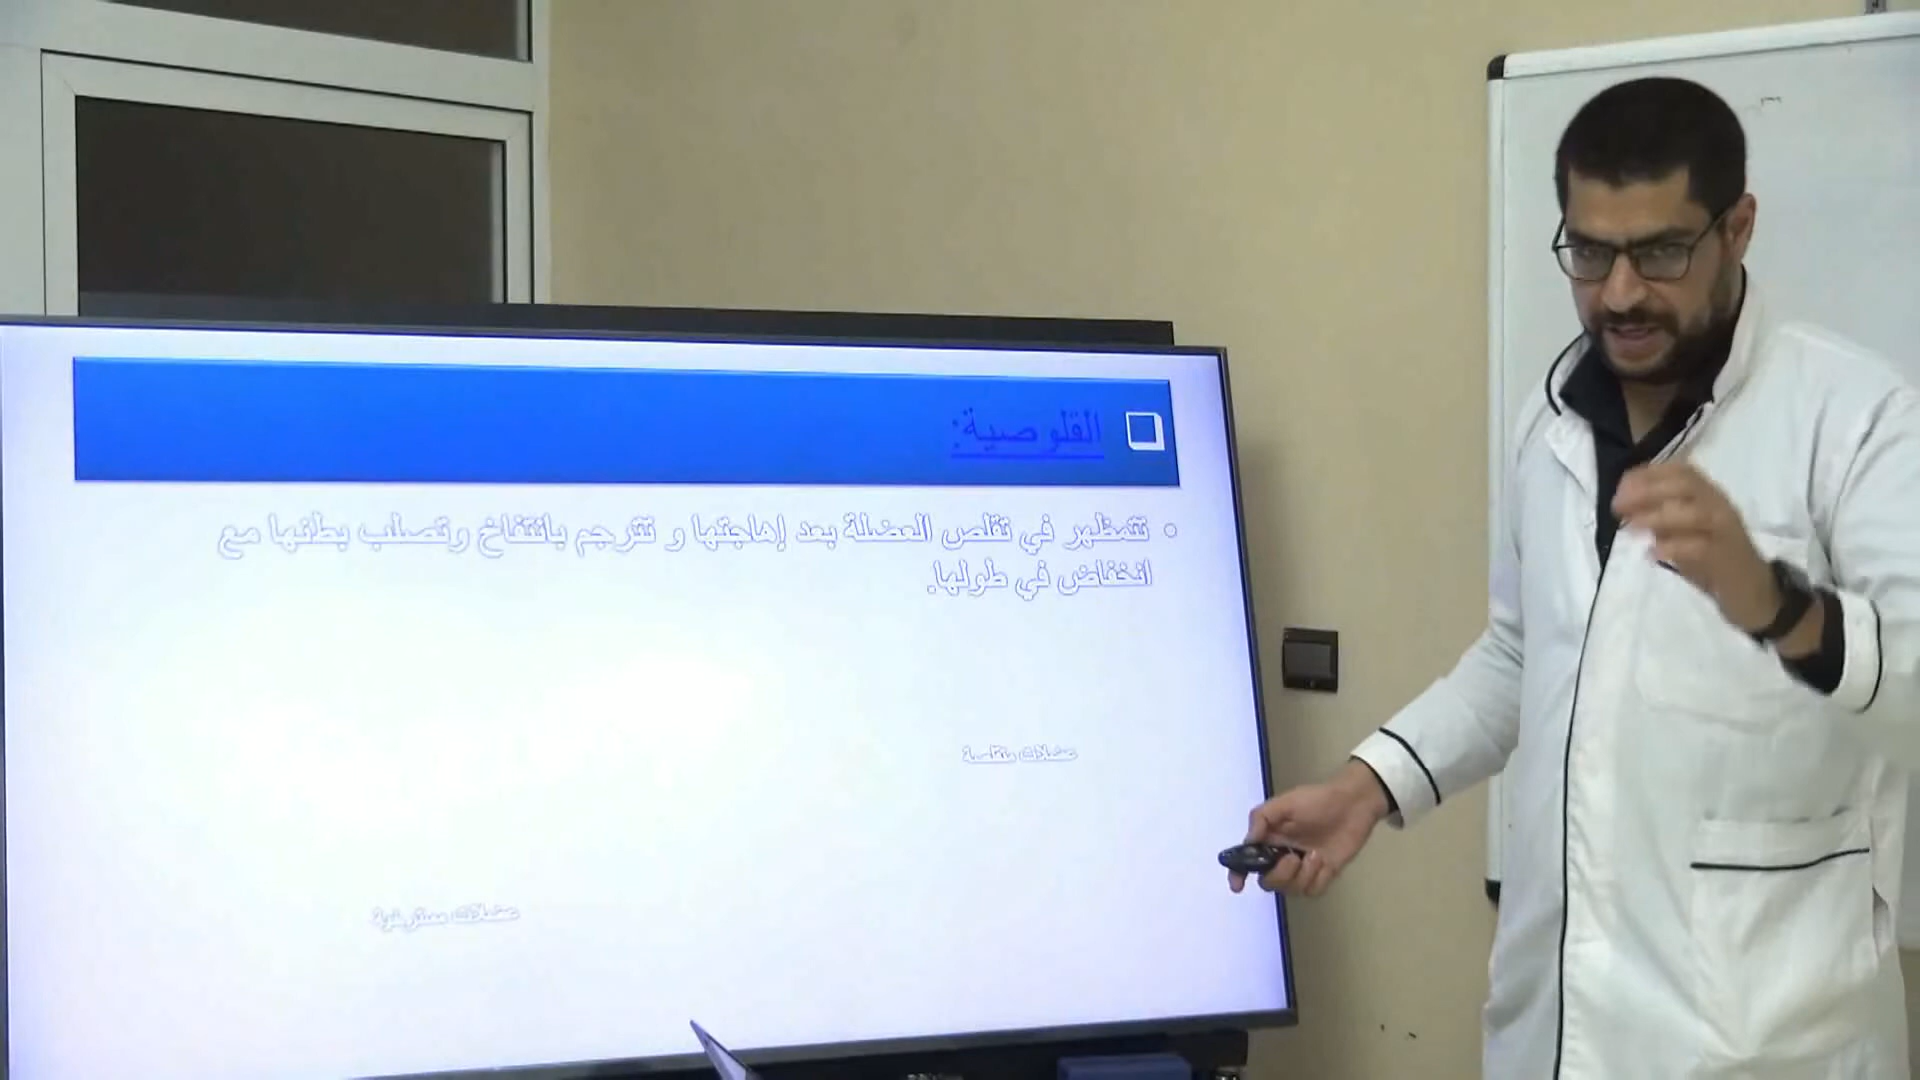 القلوصية:
• تتمظهر في تقلص العضلة بعد إهاجتها و تترجم بانتفاخ وتصلب بطنها مع
انخفاض في طولها.
عضلات متقلصة
عضلات مسترخية